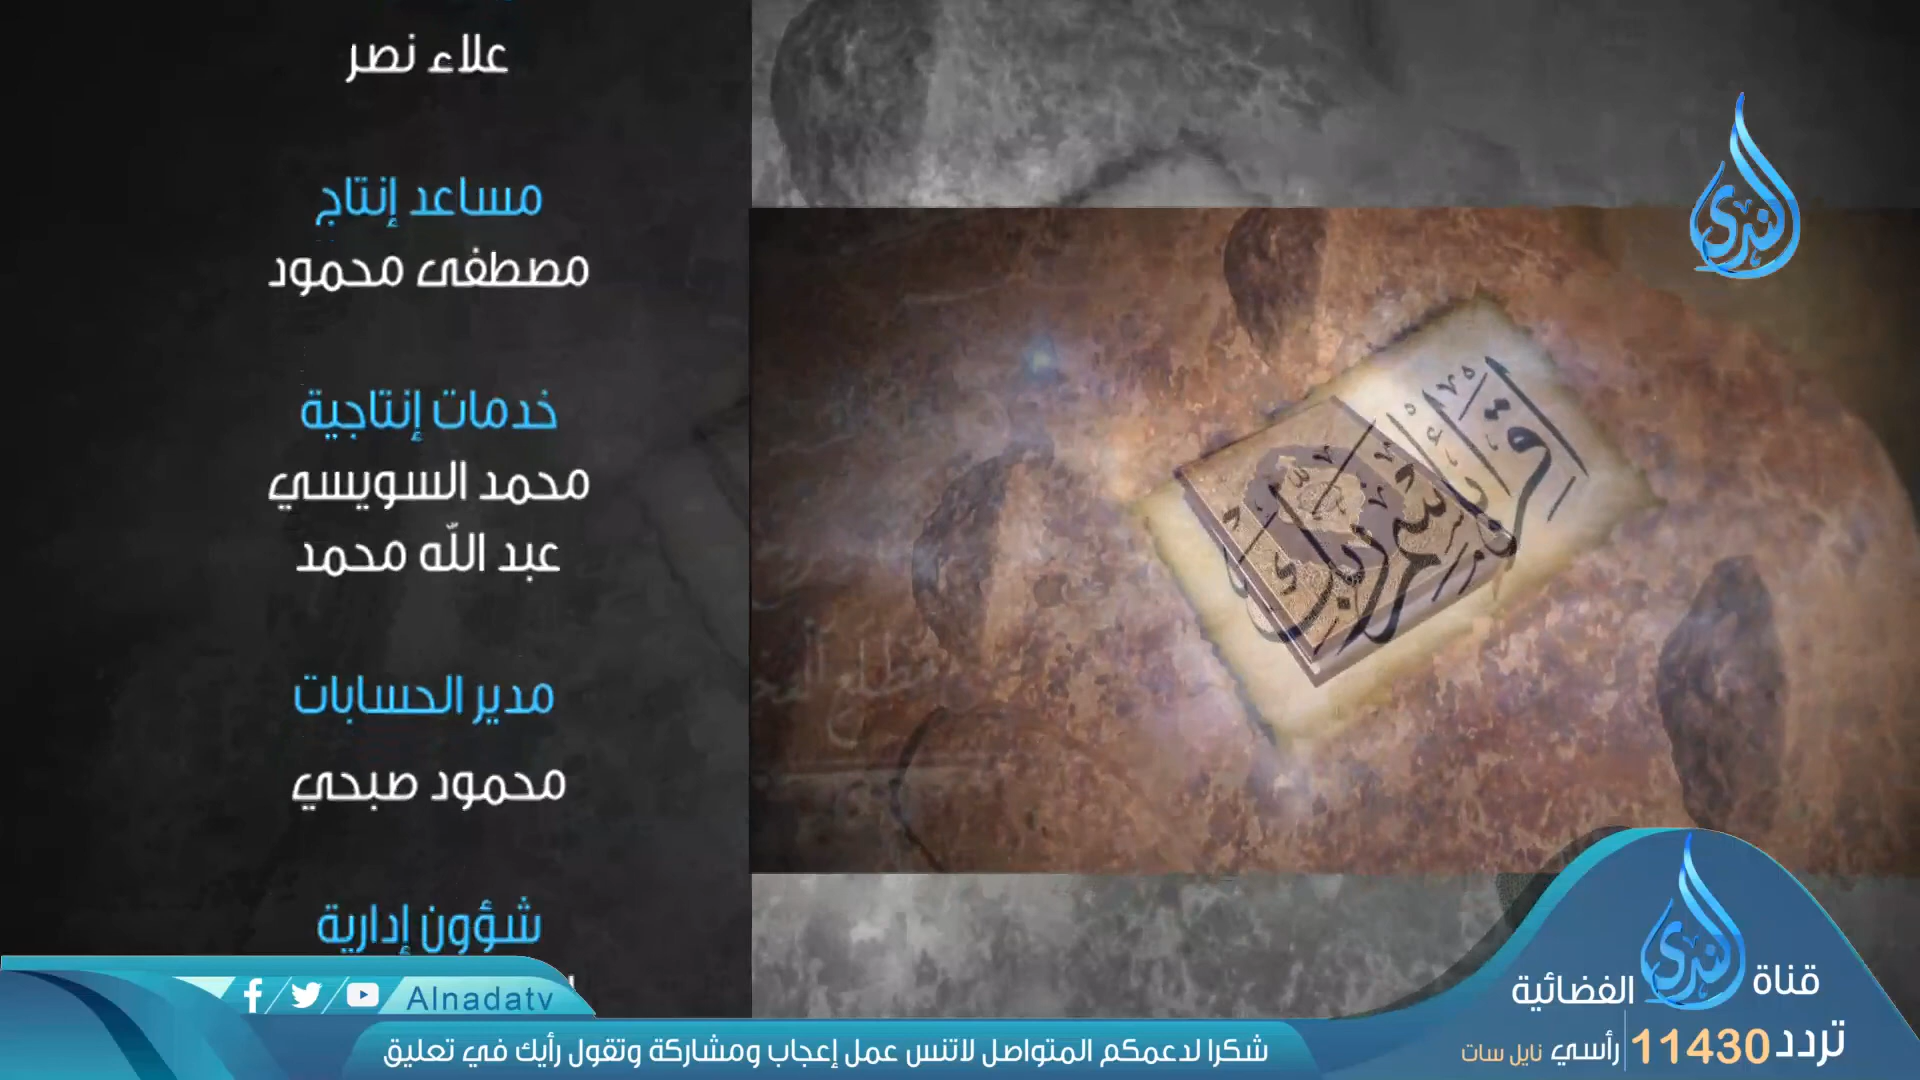 علاء نصر
مساعد إنتاج
مصطفى محمود
خدمات إنتاجية
محمد السويسي
عبد الله محمد
مدير الحسابات
محمود صبحي
شؤون إدارية
الندى
اقرأ باسم ربك
Alnadatv
شكرا لدعمكم المتواصل لاتنس عمل إعجاب ومشاركة وتقول رأيك في تعليق
قناة الندى الفضائية
تردد 11430 رأسي نايل سات